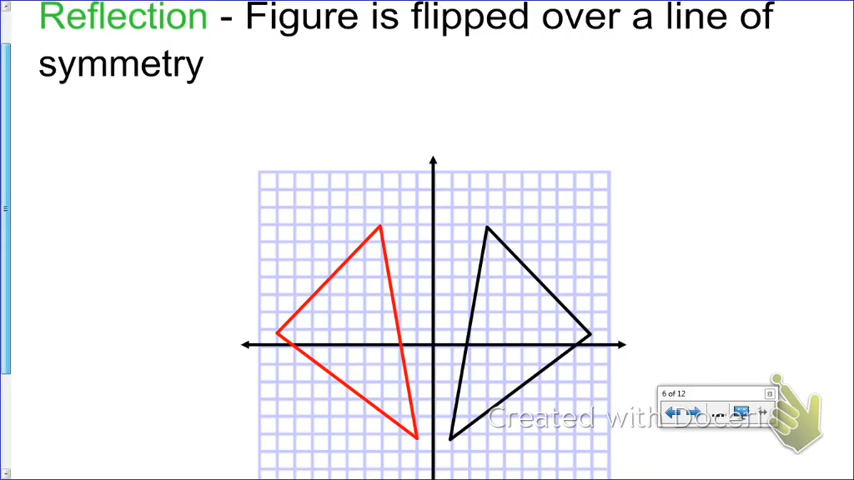 Reflection - Figure is flipped over a line of
symmetry
6 of 12
Created with Doceri